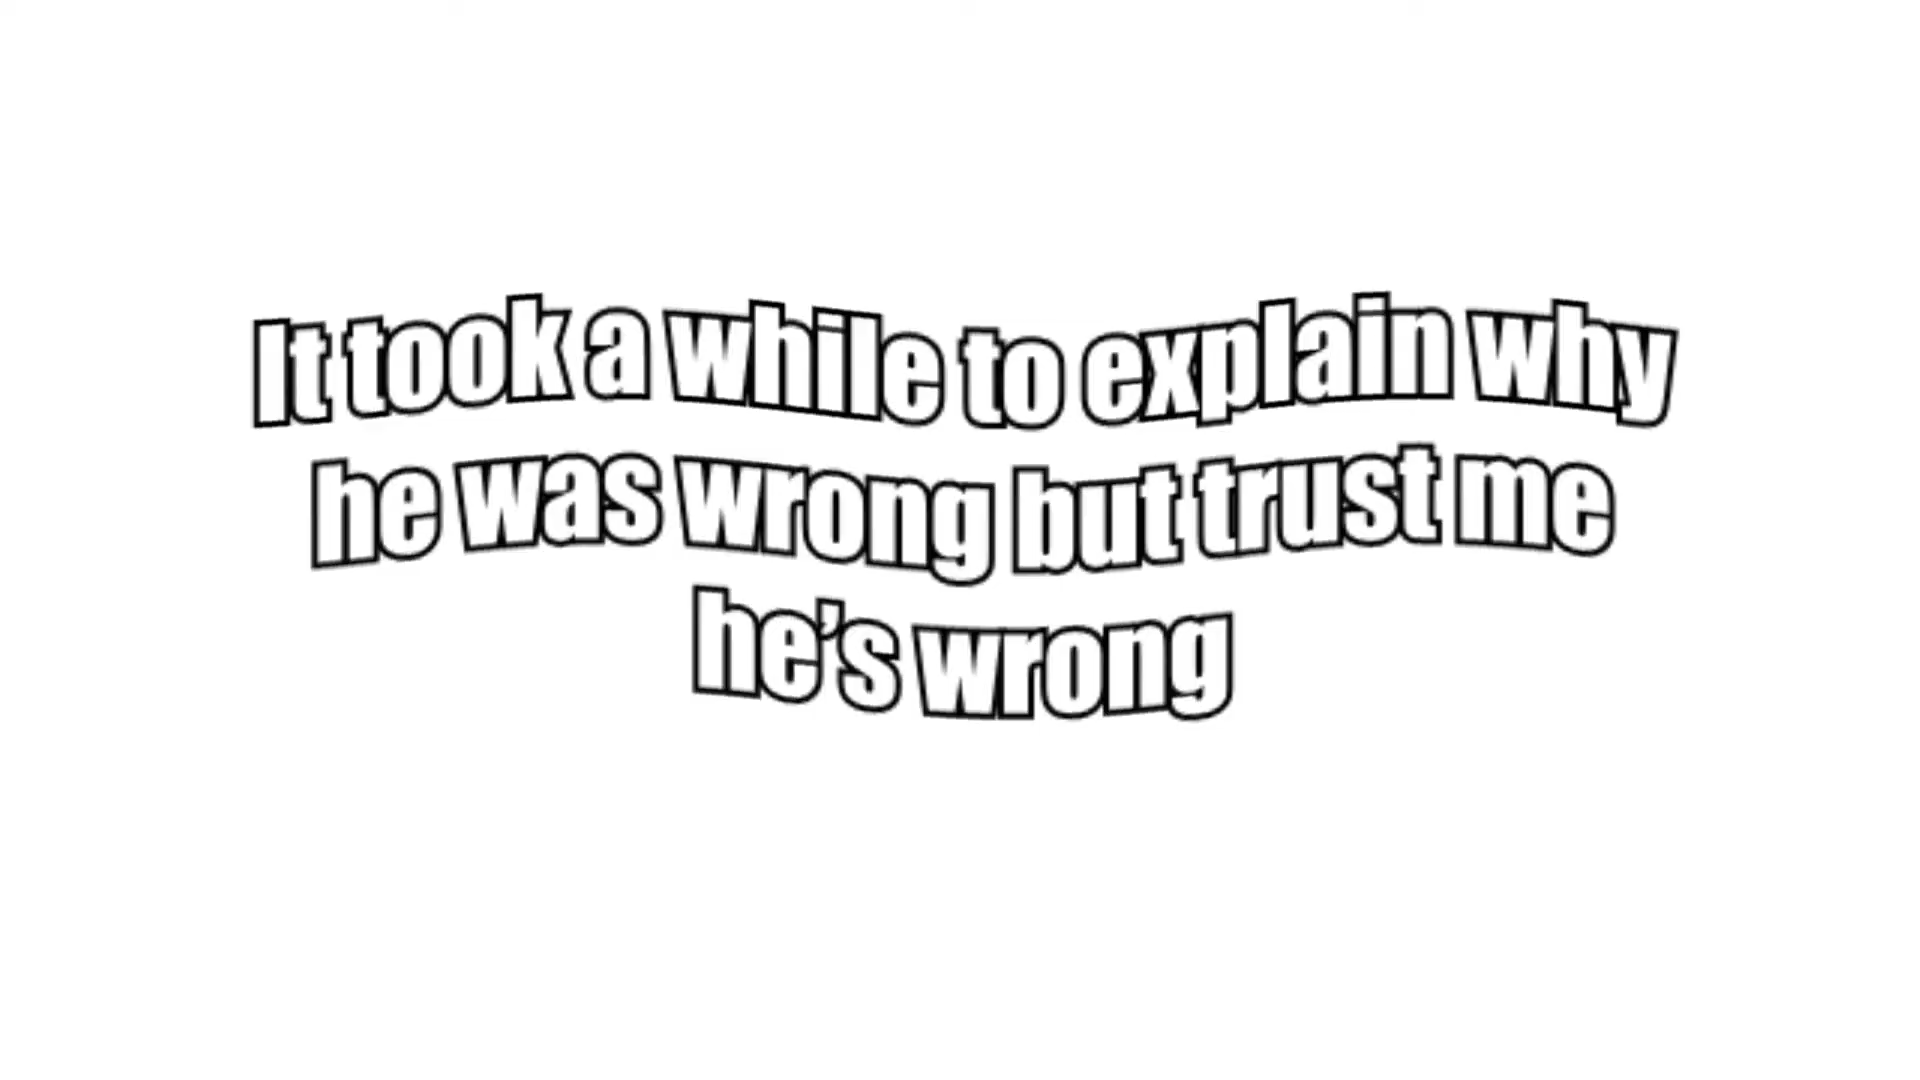 It took a while to explain why
he was wrong but trust me
he’s wrong